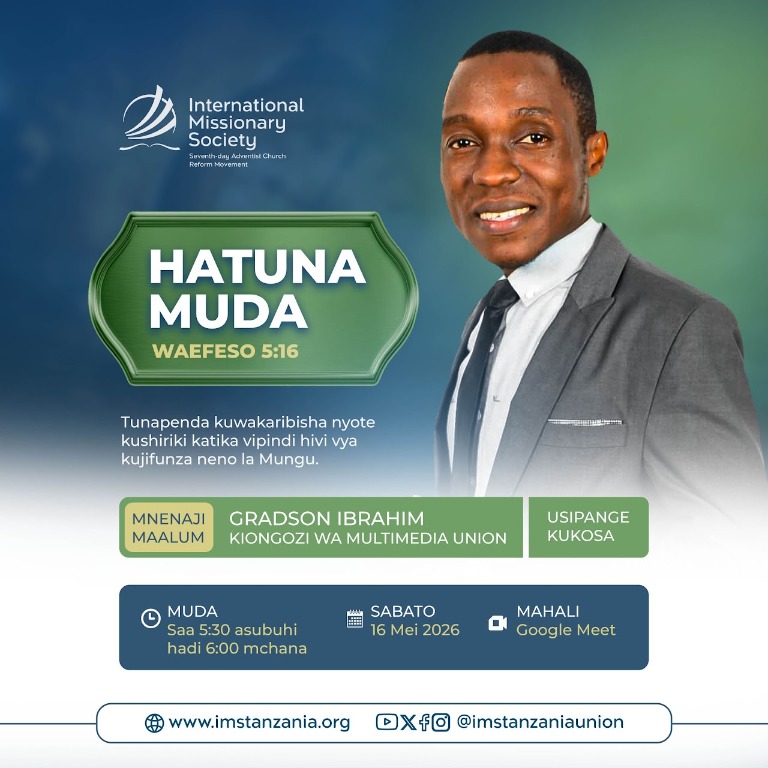 International
Missionary
Society
Seventh-day Adventist Church
Reform Movement
HATUNA
MUDA
WAEFESO 5:16
Tunapenda kuwakaribisha nyote
kushiriki katika vipindi hivi vya
kujifunza neno la Mungu.
MNENAJI
MAALUM
GRADSON IBRAHIM
KIONGOZI WA MULTIMEDIA UNION
USIPANGE
KUKOSA
MUDA
Saa 5:30 asubuhi
hadi 6:00 mchana
SABATO
16 Mei 2026
MAHALI
Google Meet
www.imstanzania.org
@imstanzaniaunion